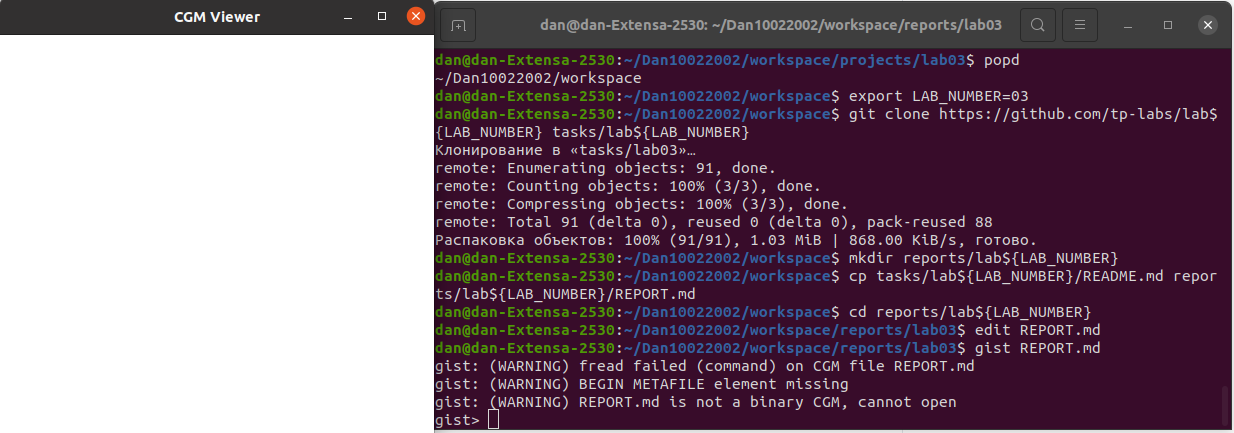 CGM Viewer
dan@dan-Extensa-2530: ~/Dan10022002/workspace/reports/lab03
dan@dan-Extensa-2530:~/Dan10022002/workspace/projects/lab03$ popd
~/Dan10022002/workspace
dan@dan-Extensa-2530:~/Dan10022002/workspace$ export LAB_NUMBER=03
dan@dan-Extensa-2530:~/Dan10022002/workspace$ git clone https://github.com/tp-labs/lab$
{LAB_NUMBER} tasks/lab${LAB_NUMBER}
Клонирование в «tasks/lab03»…
remote: Enumerating objects: 91, done.
remote: Counting objects: 100% (3/3), done.
remote: Compressing objects: 100% (3/3), done.
remote: Total 91 (delta 0), reused 0 (delta 0), pack-reused 88
Распаковка объектов: 100% (91/91), 1.03 MiB | 868.00 KiB/s, готово.
dan@dan-Extensa-2530:~/Dan10022002/workspace$ mkdir reports/lab${LAB_NUMBER}
dan@dan-Extensa-2530:~/Dan10022002/workspace$ cp tasks/lab${LAB_NUMBER}/README.md repor
ts/lab${LAB_NUMBER}/REPORT.md
dan@dan-Extensa-2530:~/Dan10022002/workspace$ cd reports/lab${LAB_NUMBER}
dan@dan-Extensa-2530:~/Dan10022002/workspace/reports/lab03$ edit REPORT.md
dan@dan-Extensa-2530:~/Dan10022002/workspace/reports/lab03$ gist REPORT.md
gist: (WARNING) fread failed (command) on CGM file REPORT.md
gist: (WARNING) BEGIN METAFILE element missing
gist: (WARNING) REPORT.md is not a binary CGM, cannot open
gist>